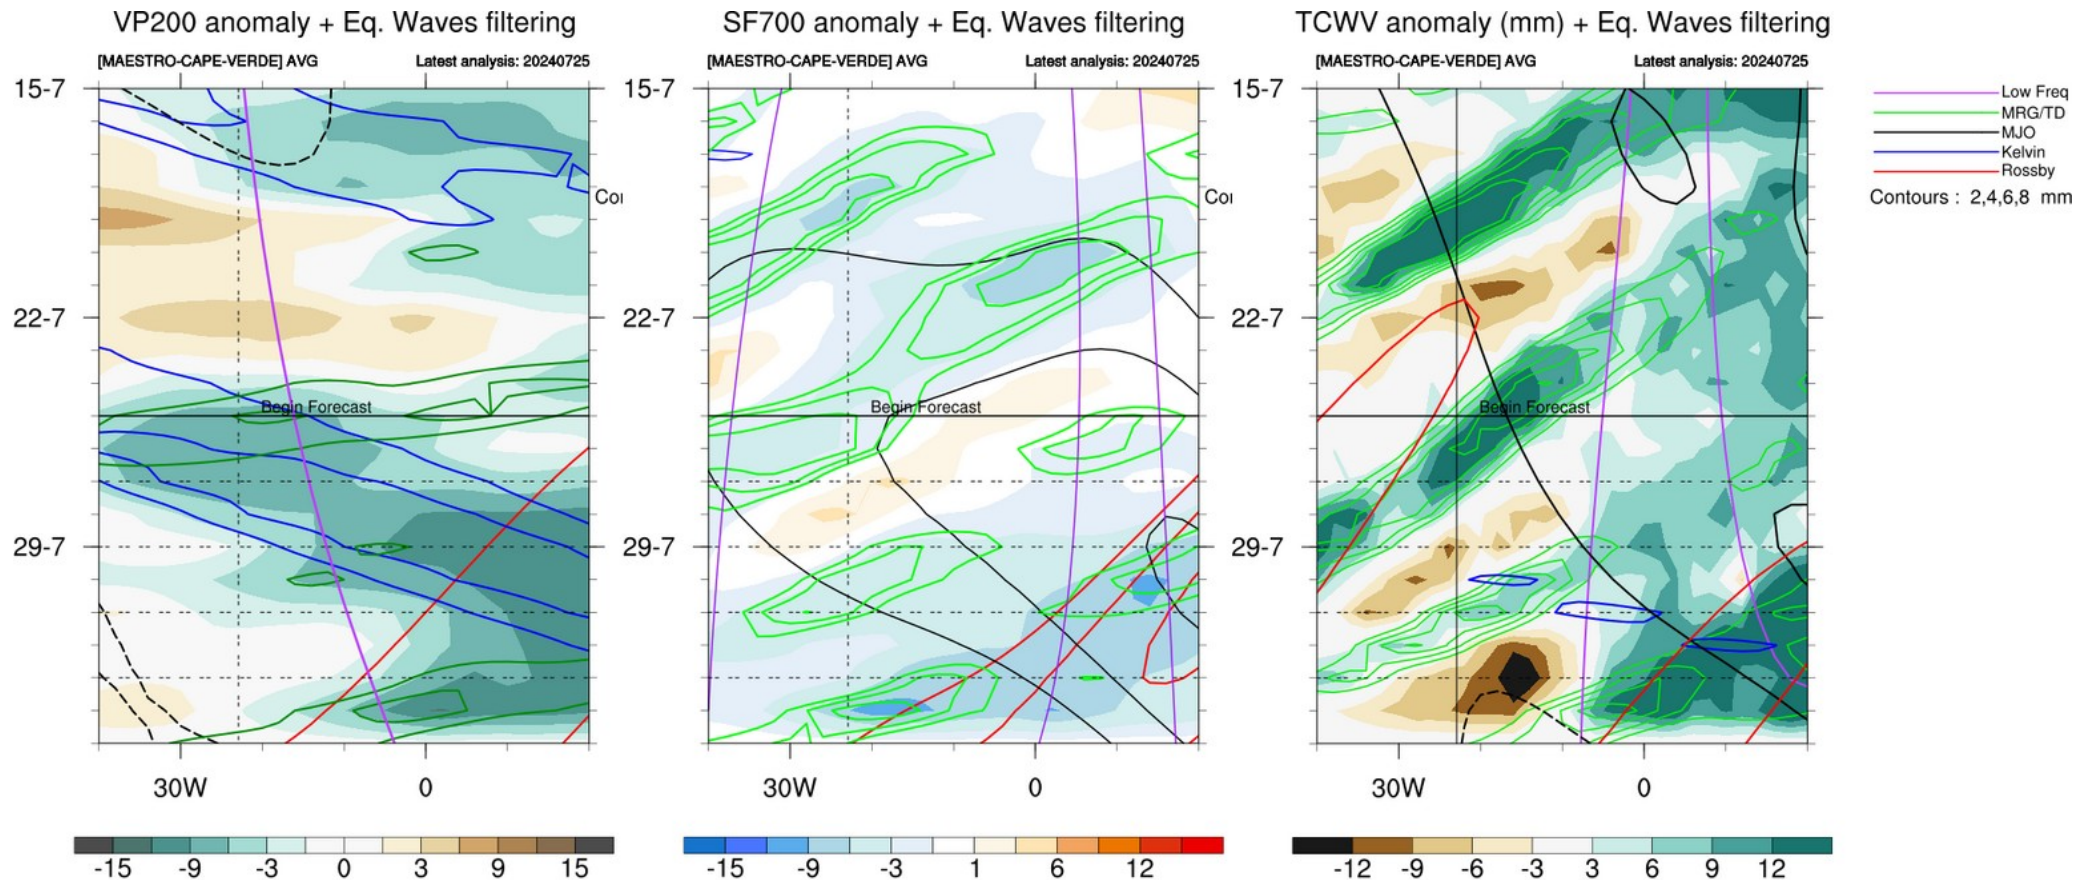 VP200 anomaly + Eq. Waves filtering
SF700 anomaly + Eq. Waves filtering
TCWV anomaly (mm) + Eq. Waves filtering
[MAESTRO-CAPE-VERDE] AVG
Latest analysis: 20240725
[MAESTRO-CAPE-VERDE] AVG
Latest analysis: 20240725
[MAESTRO-CAPE-VERDE] AVG
Latest analysis: 20240725
15-7
22-7
29-7
Begin Forecast
Coi
30W 0
-15 -9 -3 0 3 9 15
15-7
22-7
29-7
Begin Forecast
Coi
30W 0
-15 -9 -3 1 6 12
15-7
22-7
29-7
Begin Forecast
30W 0
-12 -9 -6 -3 3 6 9 12
Low Freq
MRG/TD
MJO
Kelvin
Rossby
Contours : 2,4,6,8 mm